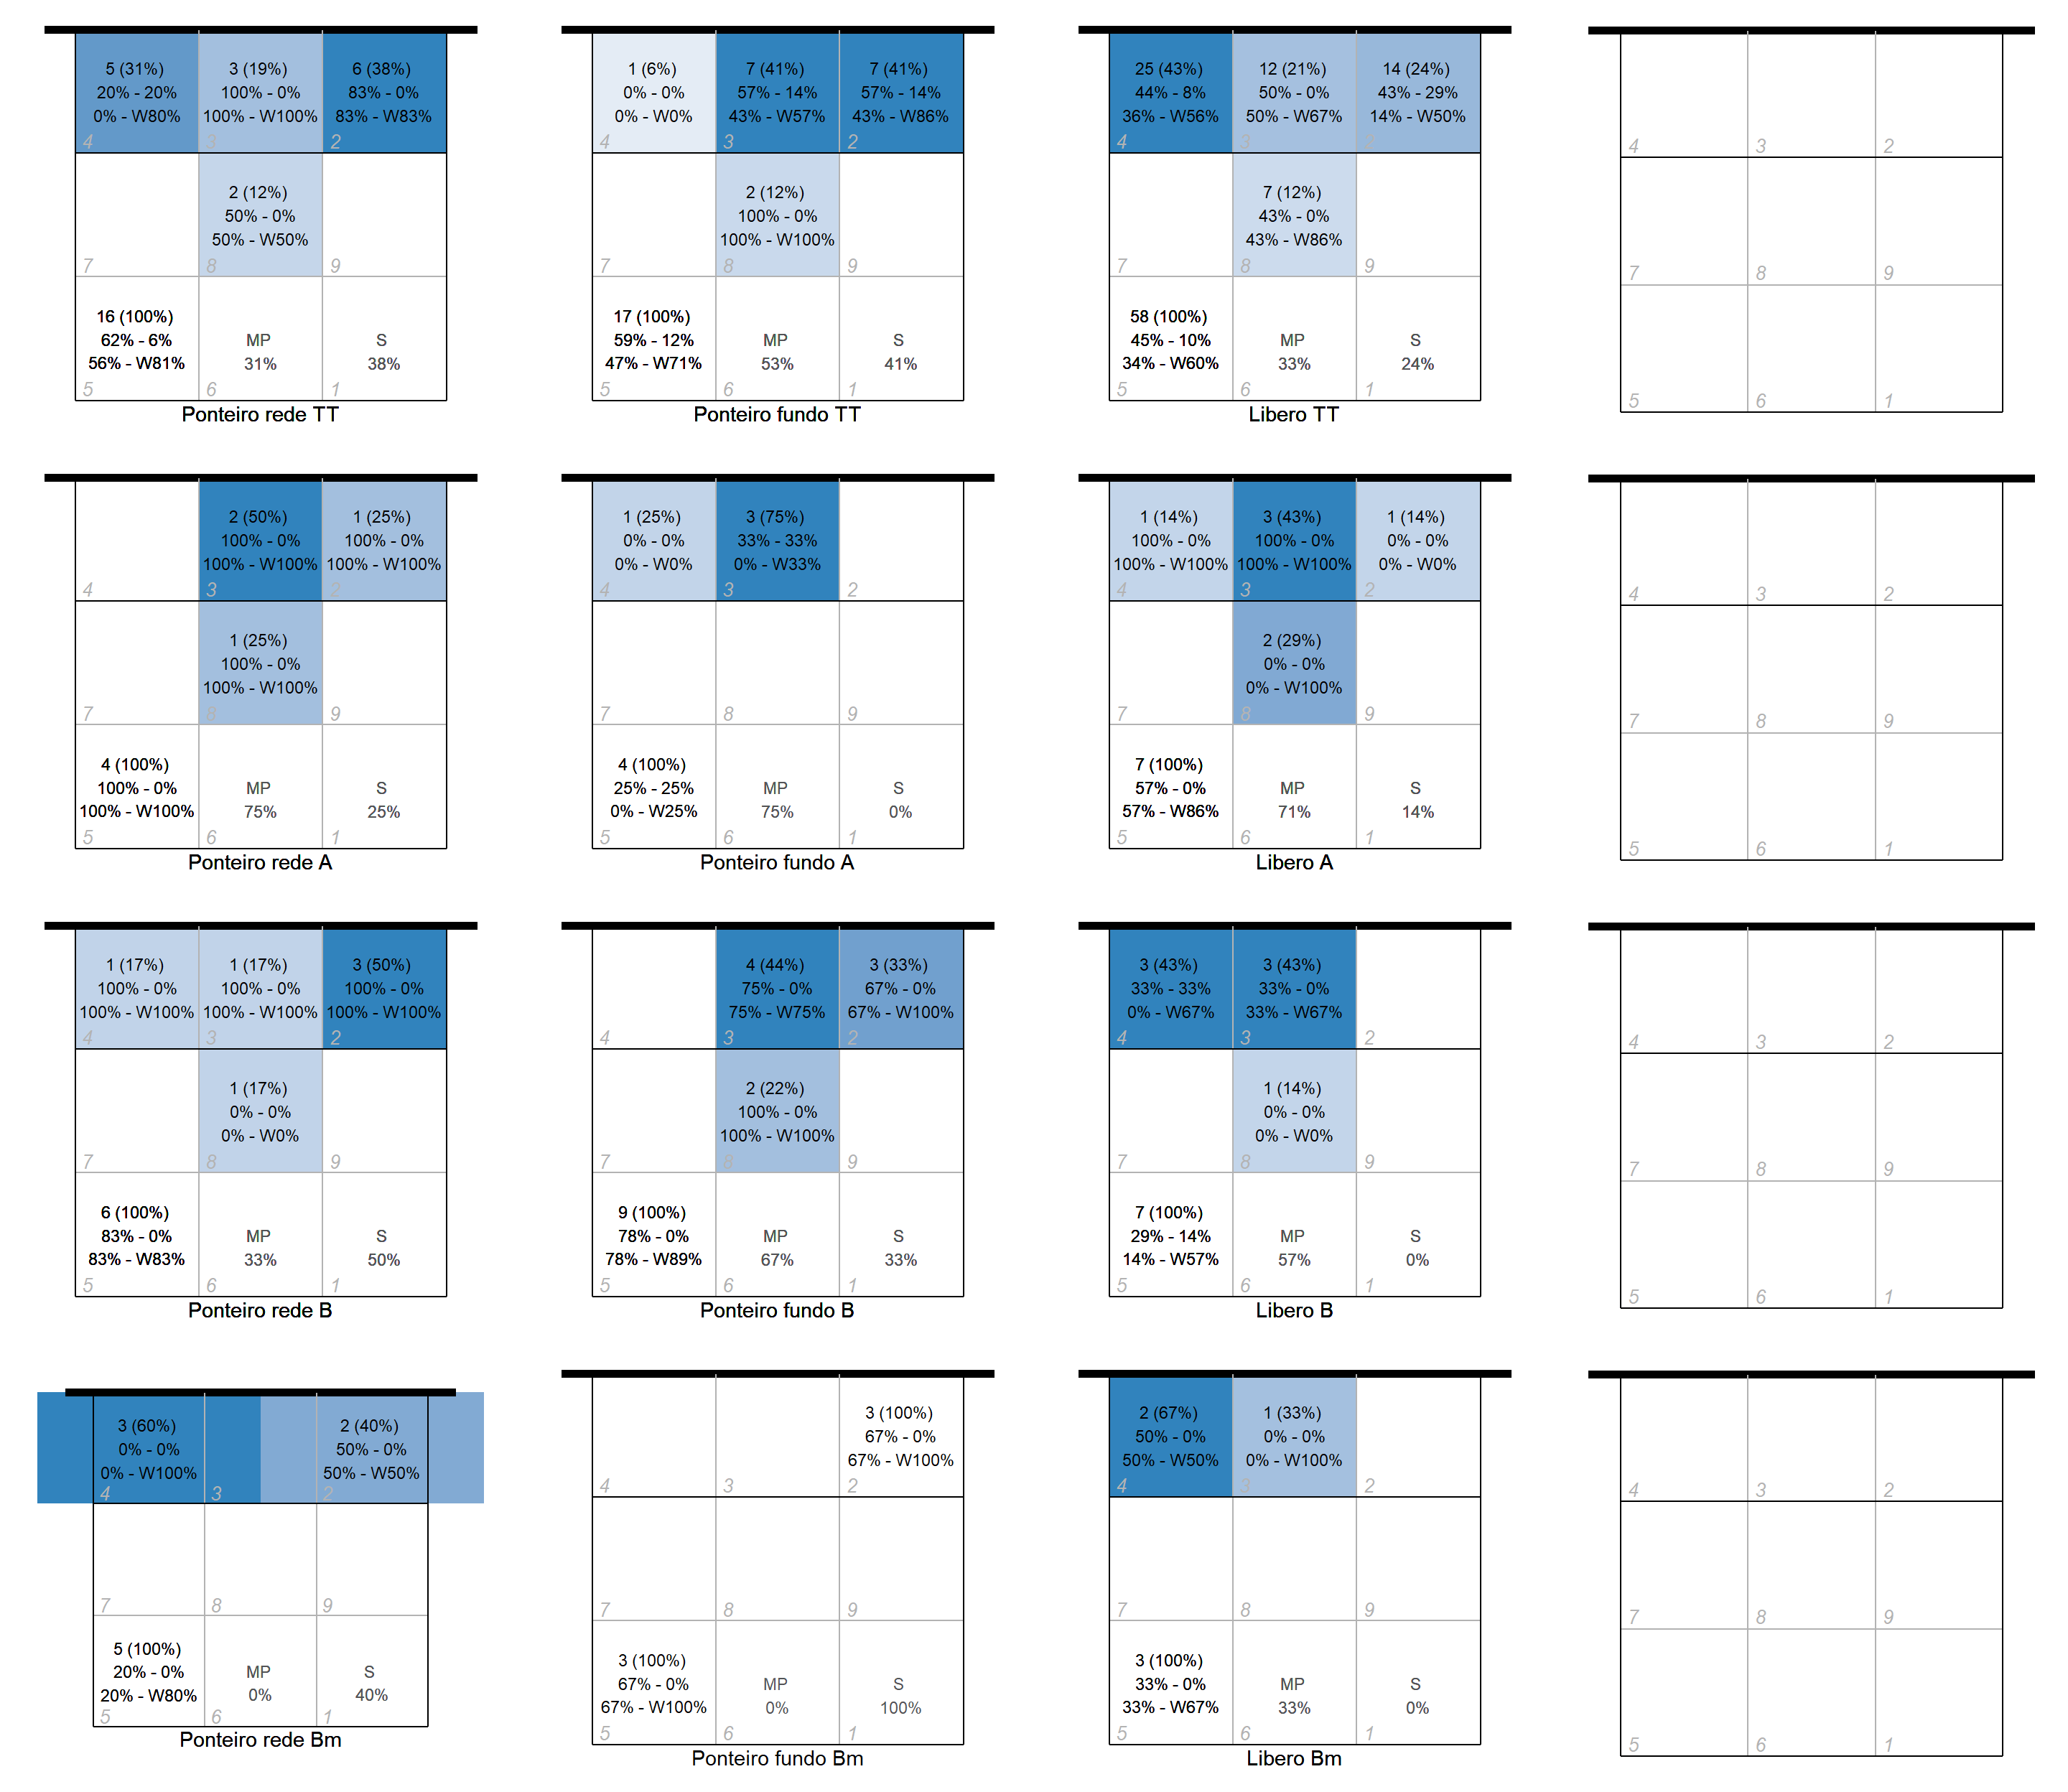 5 (31%)
20% - 20%
0% - W80%
4
3 (19%)
100% - 0%
100% - W100%
3
6 (38%)
83% - 0%
83% - W83%
2
7
2 (12%)
50% - 0%
50% - W50%
8
9
16 (100%)
62% - 6%
56% - W81%
5
MP
31%
6
S
38%
1
Ponteiro rede TT
1 (6%)
0% - 0%
0% - W0%
4
7 (41%)
57% - 14%
43% - W57%
3
7 (41%)
57% - 14%
43% - W86%
2
7
2 (12%)
100% - 0%
100% - W100%
8
9
17 (100%)
59% - 12%
47% - W71%
5
MP
53%
6
S
41%
1
Ponteiro fundo TT
25 (43%)
44% - 8%
36% - W56%
4
12 (21%)
50% - 0%
50% - W67%
3
14 (24%)
43% - 29%
14% - W50%
2
7
7 (12%)
43% - 0%
43% - W86%
8
9
58 (100%)
45% - 10%
34% - W60%
5
MP
33%
6
S
24%
1
Libero TT
4
3
2
7
8
9
5
6
1
4
2 (50%)
100% - 0%
100% - W100%
3
1 (25%)
100% - 0%
100% - W100%
2
7
1 (25%)
100% - 0%
100% - W100%
8
9
4 (100%)
100% - 0%
100% - W100%
5
MP
75%
6
S
25%
1
Ponteiro rede A
1 (25%)
0% - 0%
0% - W0%
4
3 (75%)
33% - 33%
0% - W33%
3
2
7
8
9
4 (100%)
25% - 25%
0% - W25%
5
MP
75%
6
S
0%
1
Ponteiro fundo A
1 (14%)
100% - 0%
100% - W100%
4
3 (43%)
100% - 0%
100% - W100%
3
1 (14%)
0% - 0%
0% - W0%
2
7
2 (29%)
0% - 0%
0% - W100%
8
9
7 (100%)
57% - 0%
57% - W86%
5
MP
71%
6
S
14%
1
Libero A
4
3
2
7
8
9
5
6
1
1 (17%)
100% - 0%
100% - W100%
4
1 (17%)
100% - 0%
100% - W100%
3
3 (50%)
100% - 0%
100% - W100%
2
7
1 (17%)
0% - 0%
0% - W0%
8
9
6 (100%)
83% - 0%
83% - W83%
5
MP
33%
6
S
50%
1
Ponteiro rede B
4
4 (44%)
75% - 0%
75% - W75%
3
3 (33%)
67% - 0%
67% - W100%
2
7
2 (22%)
100% - 0%
100% - W100%
8
9
9 (100%)
78% - 0%
78% - W89%
5
MP
67%
6
S
33%
1
Ponteiro fundo B
3 (43%)
33% - 33%
0% - W67%
4
3 (43%)
33% - 0%
33% - W67%
3
2
7
1 (14%)
0% - 0%
0% - W0%
8
9
7 (100%)
29% - 14%
14% - W57%
5
MP
57%
6
S
0%
1
Libero B
4
3
2
7
8
9
5
6
1
3 (60%)
0% - 0%
0% - W100%
4
3
2 (40%)
50% - 0%
50% - W50%
2
7
8
9
5 (100%)
20% - 0%
20% - W80%
5
MP
0%
6
S
40%
1
Ponteiro rede Bm
4
3
3 (100%)
67% - 0%
67% - W100%
2
7
8
9
3 (100%)
67% - 0%
67% - W100%
5
MP
0%
6
S
100%
1
Ponteiro fundo Bm
2 (67%)
50% - 0%
50% - W50%
4
1 (33%)
0% - 0%
0% - W100%
3
2
7
8
9
3 (100%)
33% - 0%
33% - W67%
5
MP
33%
6
S
0%
1
Libero Bm
4
3
2
7
8
9
5
6
1